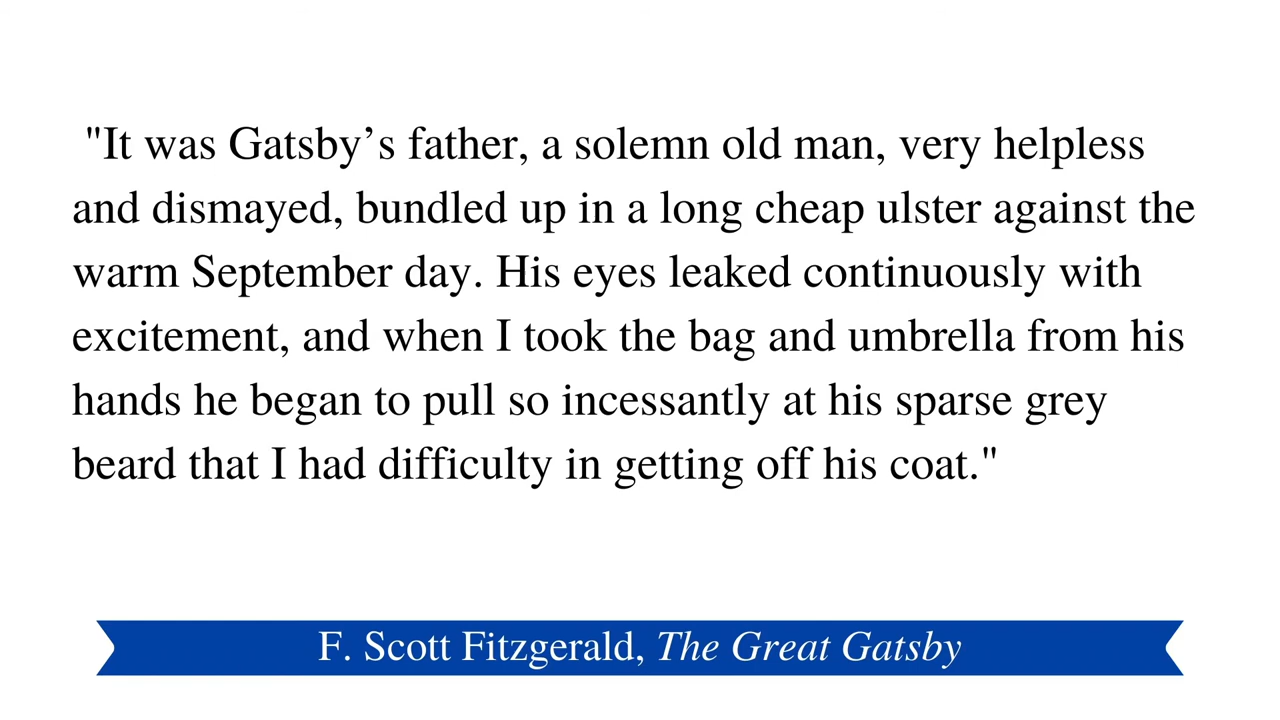 "It was Gatsby’s father, a solemn old man, very helpless
and dismayed, bundled up in a long cheap ulster against the
warm September day. His eyes leaked continuously with
excitement, and when I took the bag and umbrella from his
hands he began to pull so incessantly at his sparse grey
beard that I had difficulty in getting off his coat."
F. Scott Fitzgerald, The Great Gatsby